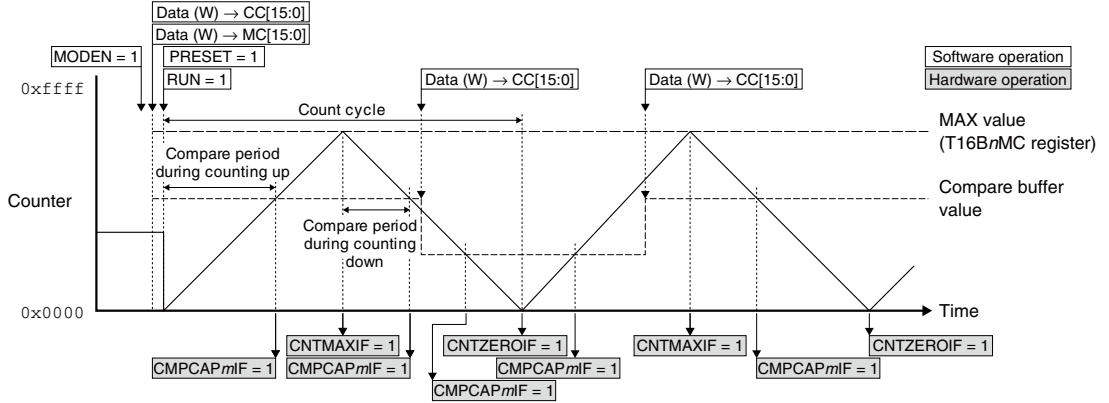 Data (W) → CC[15:0]
Data (W) → MC[15:0]
MODEN = 1
PRESET = 1
RUN = 1
Data (W) → CC[15:0]
Data (W) → CC[15:0]
Software operation
Hardware operation
0xffff
Count cycle
MAX value
(T16BnMC register)
Compare period
during counting up
Compare buffer
value
Counter
Compare period
during counting
down
0x0000
Time
CNTMAXIF = 1
CNTZEROIF = 1
CNTMAXIF = 1
CNTZEROIF = 1
CMPCAPmIF = 1
CMPCAPmIF = 1
CMPCAPmIF = 1
CMPCAPmIF = 1
CMPCAPmIF = 1